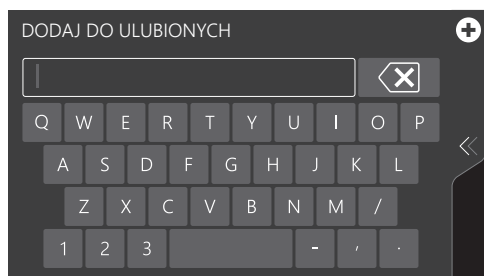 DODAJ DO ULUBIONYCH
Q W E R T Y U I O P
A S D F G H J K L
Z X C V B N M /
1 2 3 - , .